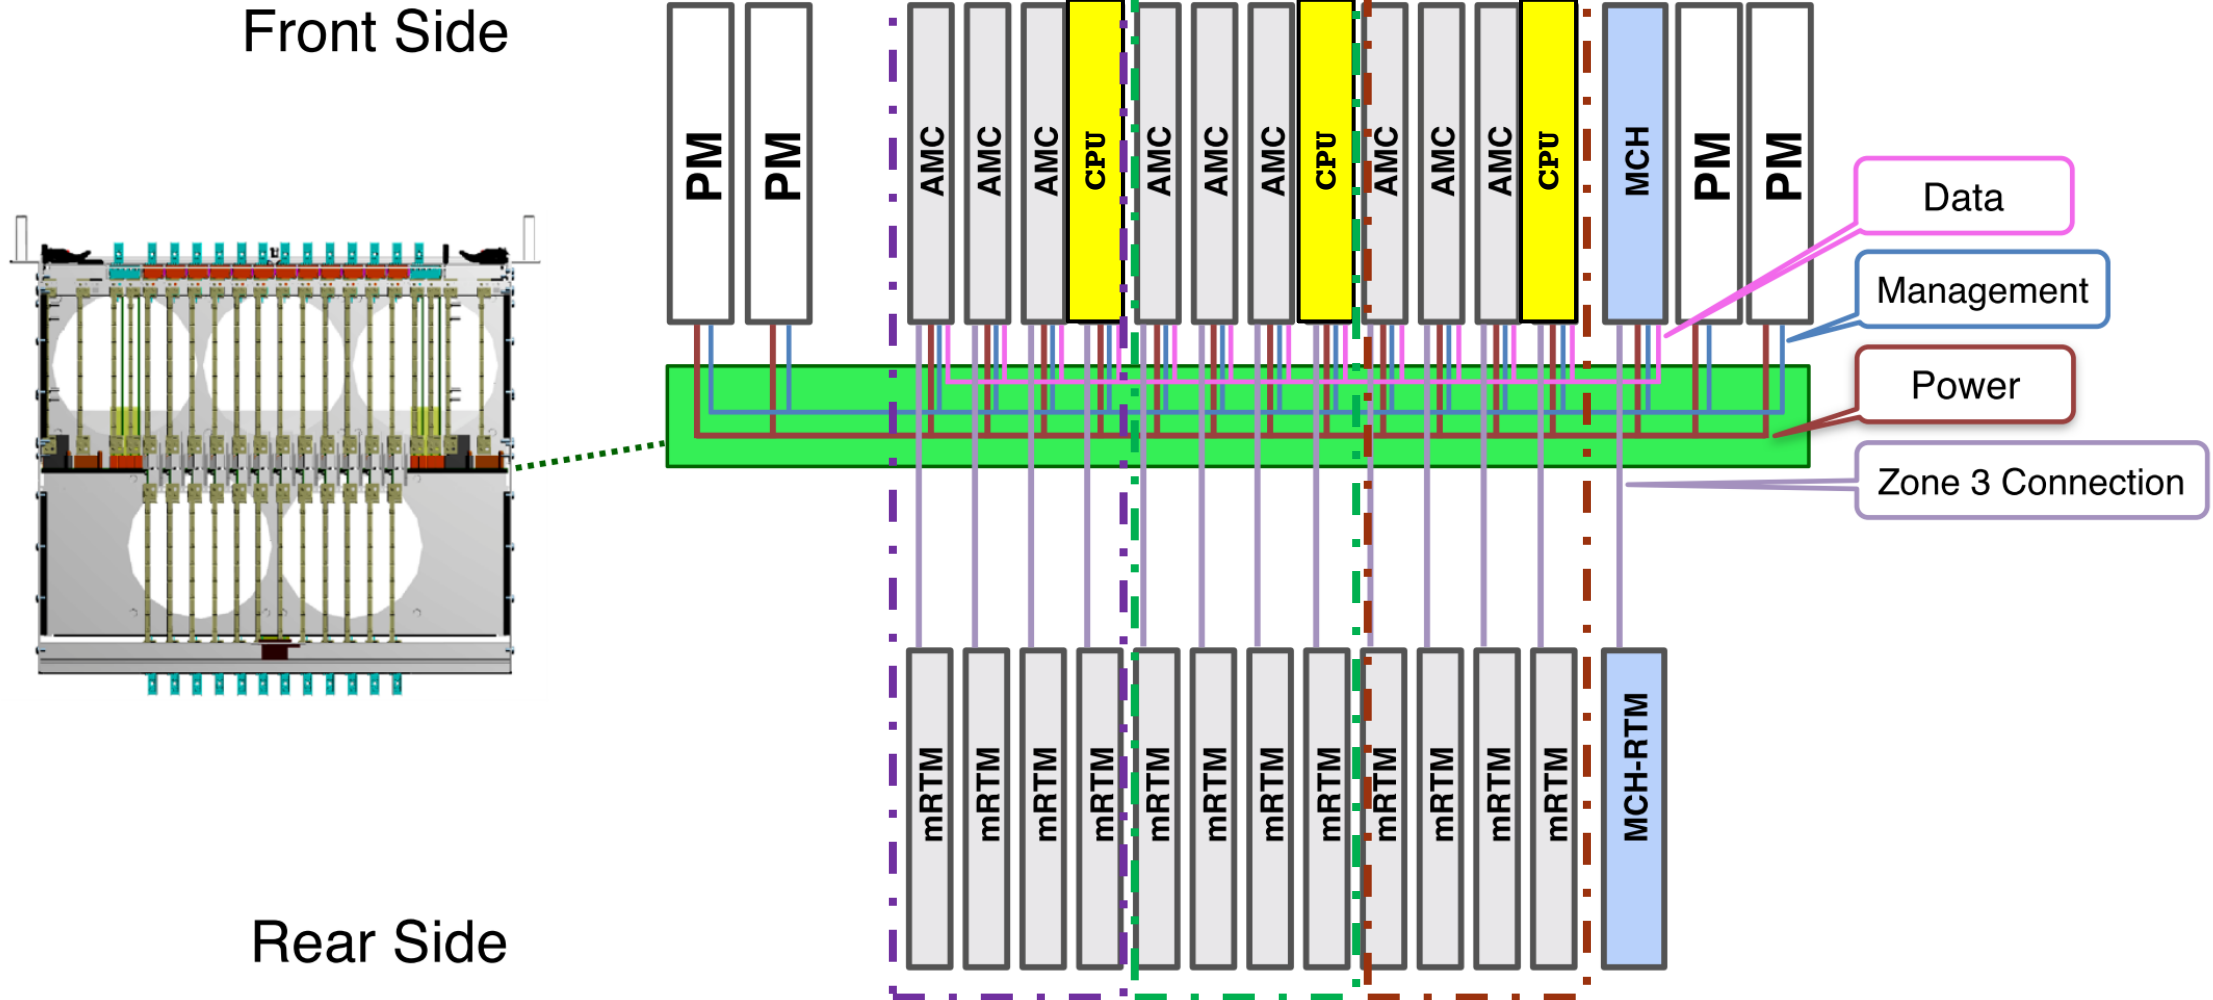 Front Side
PM
PM
AMC
AMC
AMC
CPU
AMC
AMC
AMC
CPU
AMC
AMC
AMC
CPU
MCH
PM
PM
Data
Management
Power
Zone 3 Connection
mRTM
mRTM
mRTM
mRTM
mRTM
mRTM
mRTM
mRTM
mRTM
mRTM
mRTM
mRTM
MCH-RTM
Rear Side